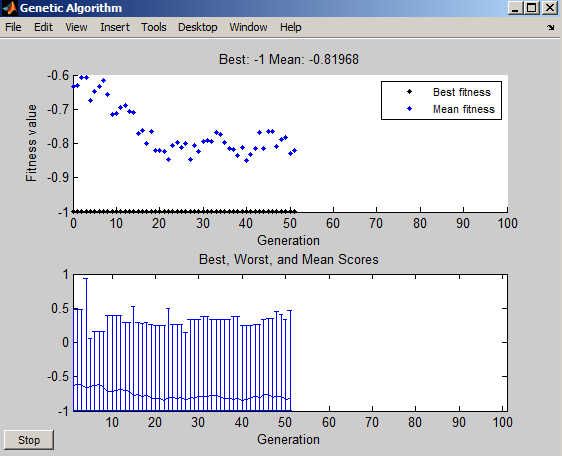 Genetic Algorithm
File Edit View Insert Tools Desktop Window Help
Best: -1 Mean: -0.81968
-0.6
-0.7
-0.8
-0.9
-1
Fitness value
Best fitness
Mean fitness
0 10 20 30 40 50 60 70 80 90 100
Generation
Best, Worst, and Mean Scores
1
0.5
0
-0.5
-1
10 20 30 40 50 60 70 80 90 100
Generation
Stop